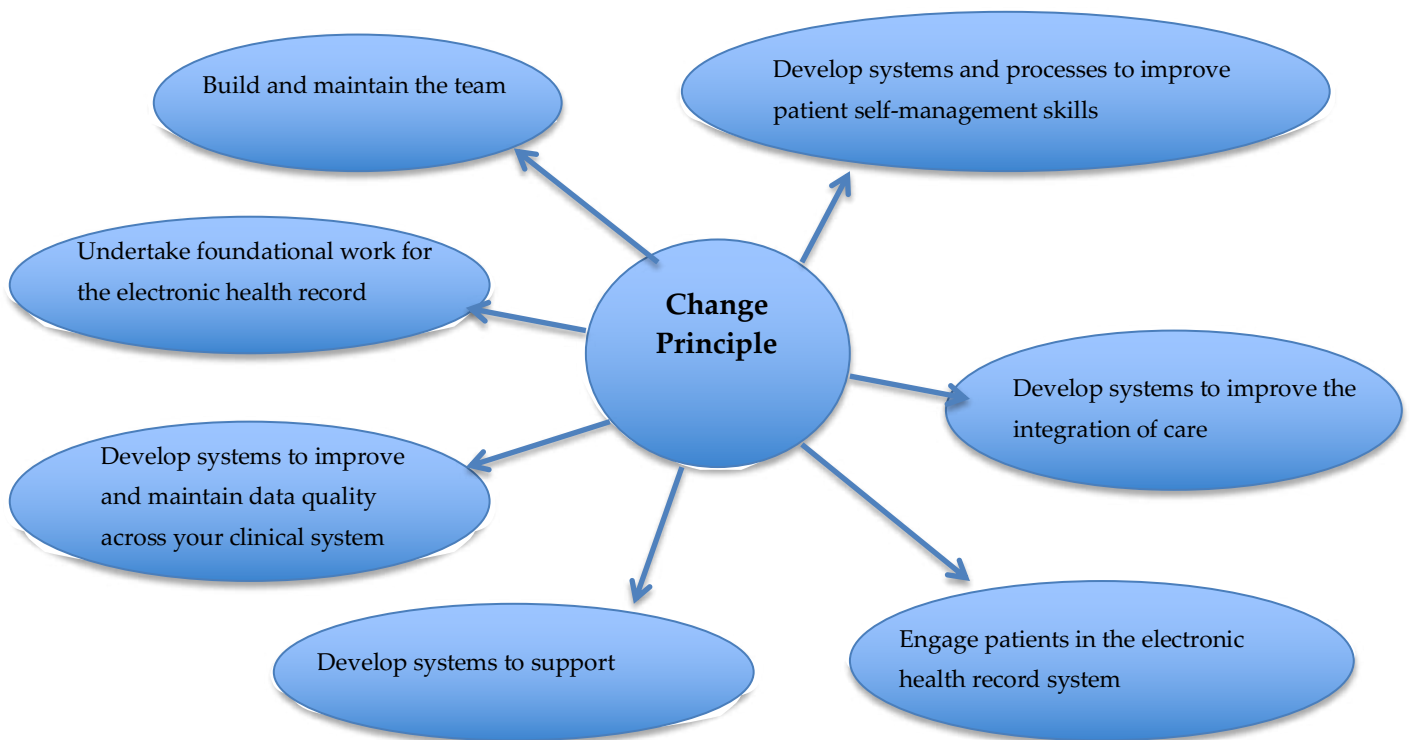 Build and maintain the team
Develop systems and processes to improve
patient self-management skills
Undertake foundational work for
the electronic health record
Change
Principle
Develop systems to improve the
integration of care
Develop systems to improve
and maintain data quality
across your clinical system
Develop systems to support
Engage patients in the electronic
health record system